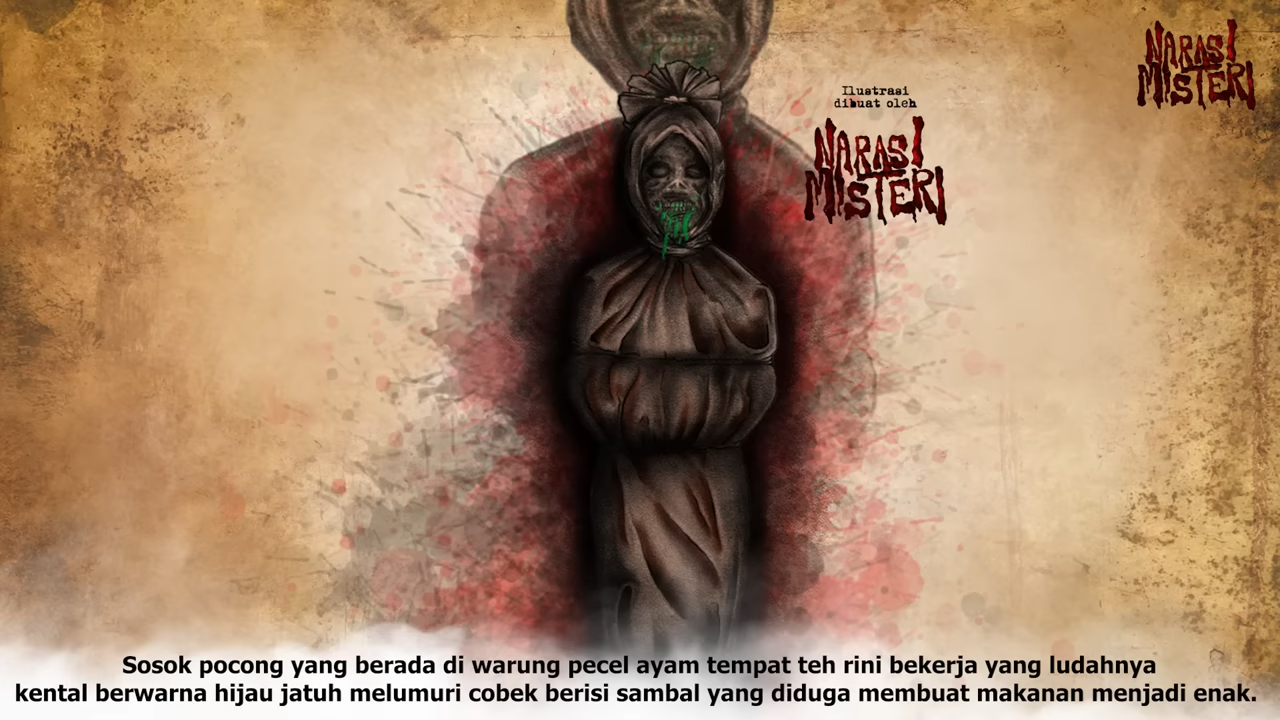 NARASI
MISTERI
Ilustrasi
dibuat oleh
NARASI
MISTERI
Sosok pocong yang berada di warung pecel ayam tempat teh rini bekerja yang ludahnya
kental berwarna hijau jatuh melumuri cobek berisi sambal yang diduga membuat makanan menjadi enak.